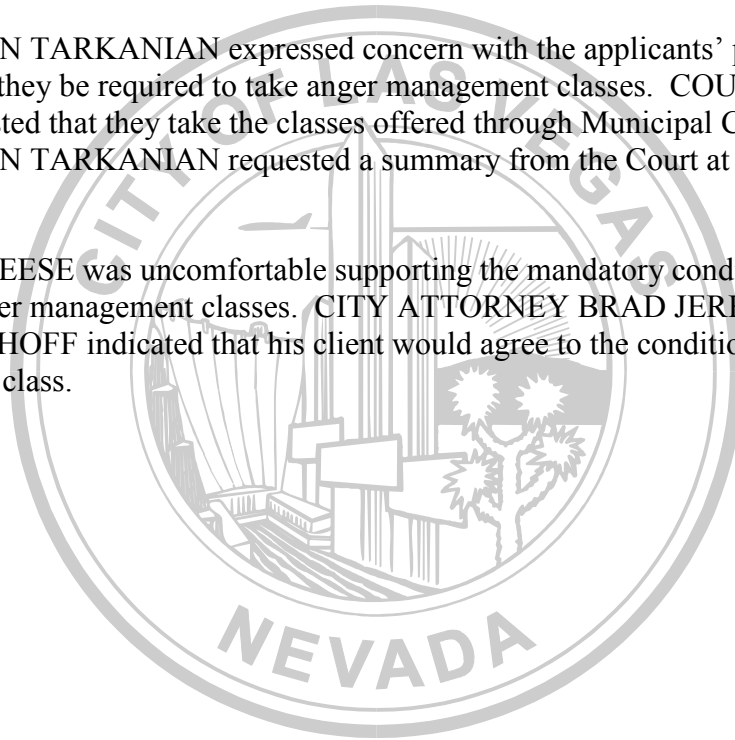 N TARKANIAN expressed concern with the applicants’ p
they be required to take anger management classes. COU
sted that they take the classes offered through Municipal C
N TARKANIAN requested a summary from the Court at
EESE was uncomfortable supporting the mandatory cond
er management classes. CITY ATTORNEY BRAD JER
HOFF indicated that his client would agree to the conditio
class.
CITY OF LAS VEGAS
NEVADA